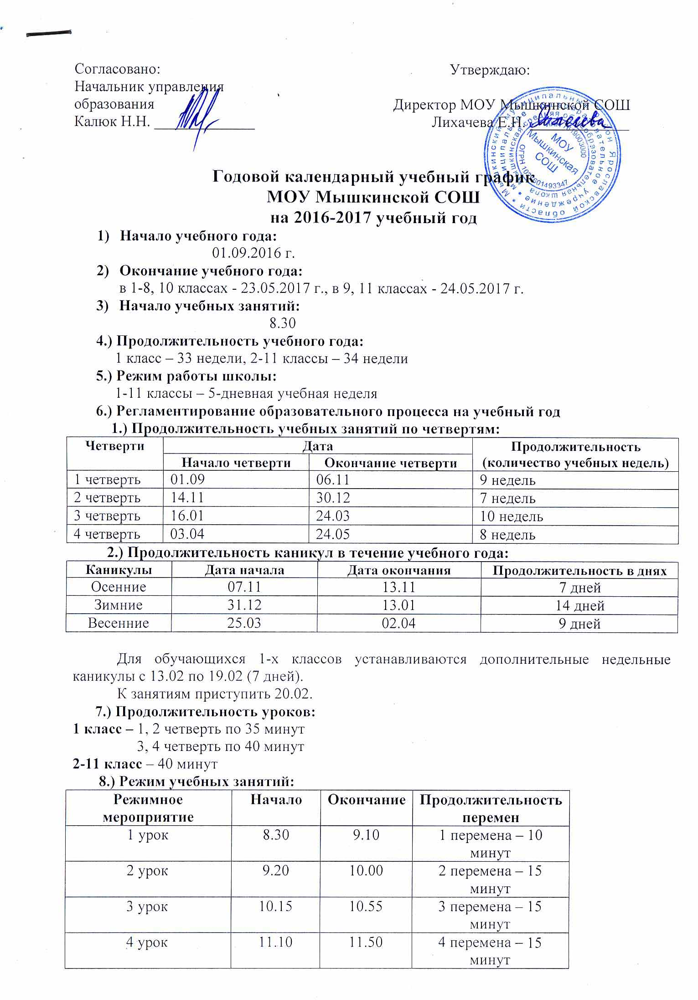 Согласовано:
Утверждаю:
Начальник управления
образования
Директор МОУ Мышкинской СОШ
Калюк Н.Н.
Лихачева Е.Н.
МОУ
Мышкинская
СОШ
Годовой календарный учебный график
МОУ Мышкинской СОШ
на 2016-2017 учебный год
1) Начало учебного года:
01.09.2016 г.
2) Окончание учебного года:
в 1-8, 10 классах - 23.05.2017 г., в 9, 11 классах - 24.05.2017 г.
3) Начало учебных занятий:
8.30
4.) Продолжительность учебного года:
1 класс – 33 недели, 2-11 классы – 34 недели
5.) Режим работы школы:
1-11 классы – 5-дневная учебная неделя
6.) Регламентирование образовательного процесса на учебный год
1.) Продолжительность учебных занятий по четвертям:
Четверти Дата Продолжительность
Начало четверти Окончание четверти (количество учебных недель)
1 четверть 01.09 06.11 9 недель
2 четверть 14.11 30.12 7 недель
3 четверть 16.01 24.03 10 недель
4 четверть 03.04 24.05 8 недель
2.) Продолжительность каникул в течение учебного года:
Каникулы Дата начала Дата окончания Продолжительность в днях
Осенние 07.11 13.11 7 дней
Зимние 31.12 13.01 14 дней
Весенние 25.03 02.04 9 дней
Для обучающихся 1-х классов устанавливаются дополнительные недельные
каникулы с 13.02 по 19.02 (7 дней).
К занятиям приступить 20.02.
7.) Продолжительность уроков:
1 класс – 1, 2 четверть по 35 минут
3, 4 четверть по 40 минут
2-11 класс – 40 минут
8.) Режим учебных занятий:
Режимное Начало Окончание Продолжительность
мероприятие перемен
1 урок 8.30 9.10 1 перемена – 10
минут
2 урок 9.20 10.00 2 перемена – 15
минут
3 урок 10.15 10.55 3 перемена – 15
минут
4 урок 11.10 11.50 4 перемена – 15
минут